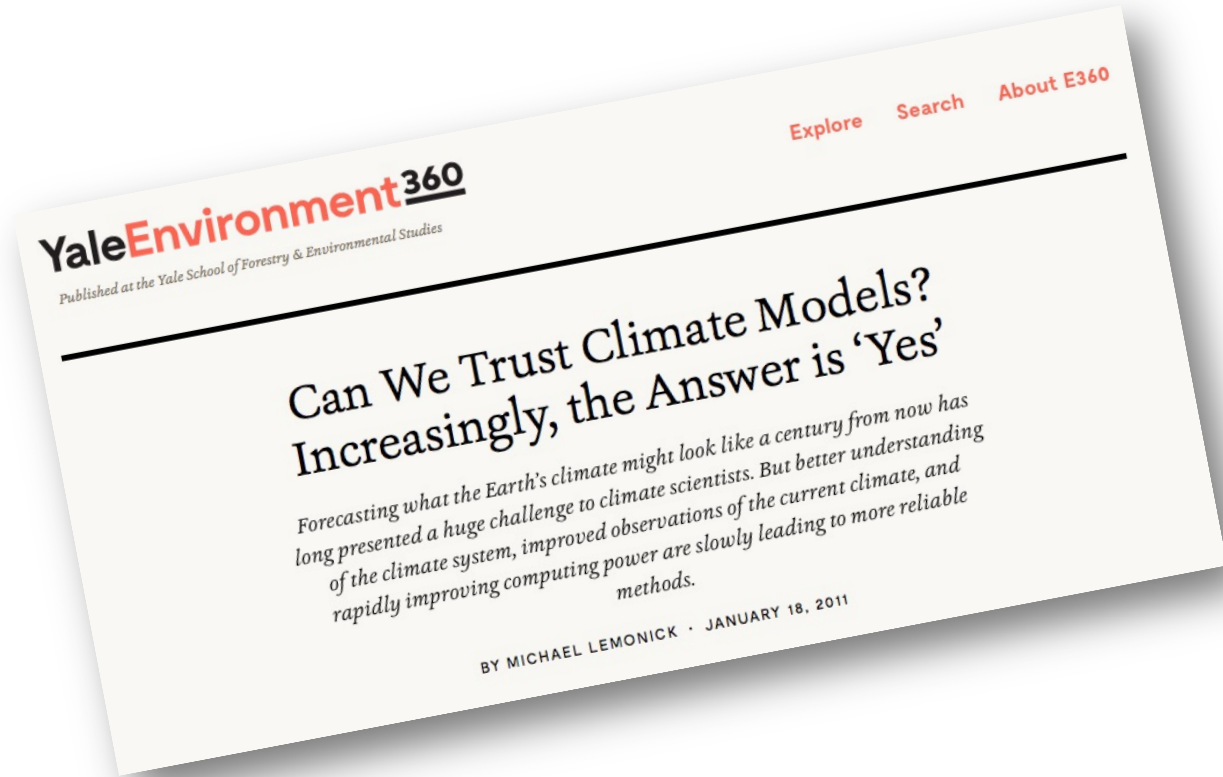 YaleEnvironment360
Published at the Yale School of Forestry & Environmental Studies
Explore Search About E360
Can We Trust Climate Models?
Increasingly, the Answer is ‘Yes’
Forecasting what the Earth’s climate might look like a century from now has
long presented a huge challenge to climate scientists. But better understanding
of the climate system, improved observations of the current climate, and
rapidly improving computing power are slowly leading to more reliable
methods.
BY MICHAEL LEMONICK · JANUARY 18, 2011